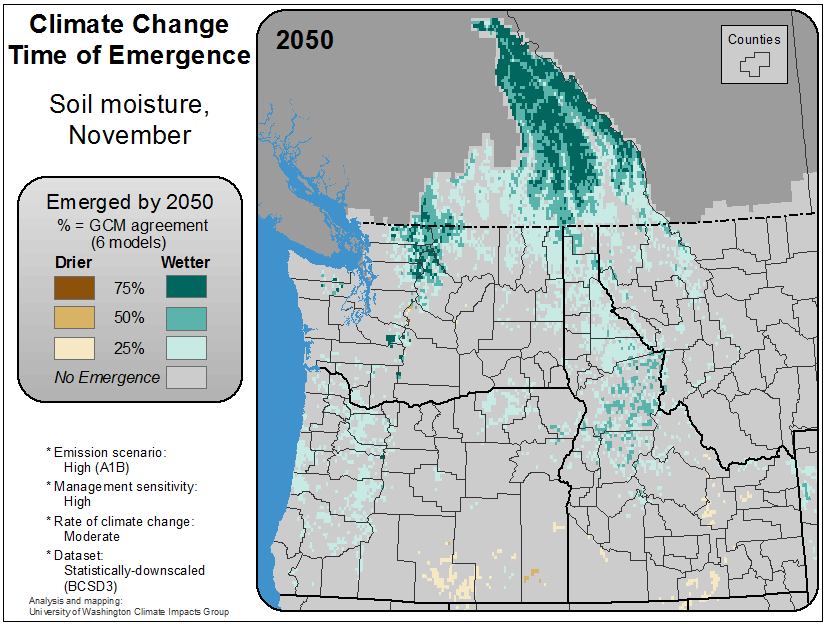 Climate Change
Time of Emergence
Soil moisture,
November
Emerged by 2050
% = GCM agreement
(6 models)
Drier Wetter
75%
50%
25%
No Emergence
* Emission scenario:
High (A1B)
* Management sensitivity:
High
* Rate of climate change:
Moderate
* Dataset:
Statistically-downscaled
(BCSD3)
Analysis and mapping:
University of Washington Climate Impacts Group
2050
Counties